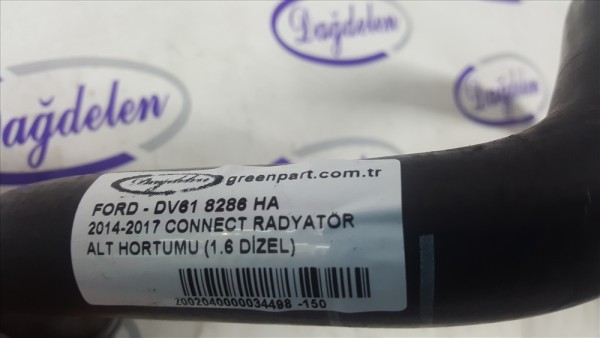 Dağdelen
Dağdelen
Dağdelen
Dağdelen greenpart.com.tr
FORD - DV61 8286 HA
2014-2017 CONNECT RADYATÖR
ALT HORTUMU (1.6 DİZEL)
2002040000034498 -150